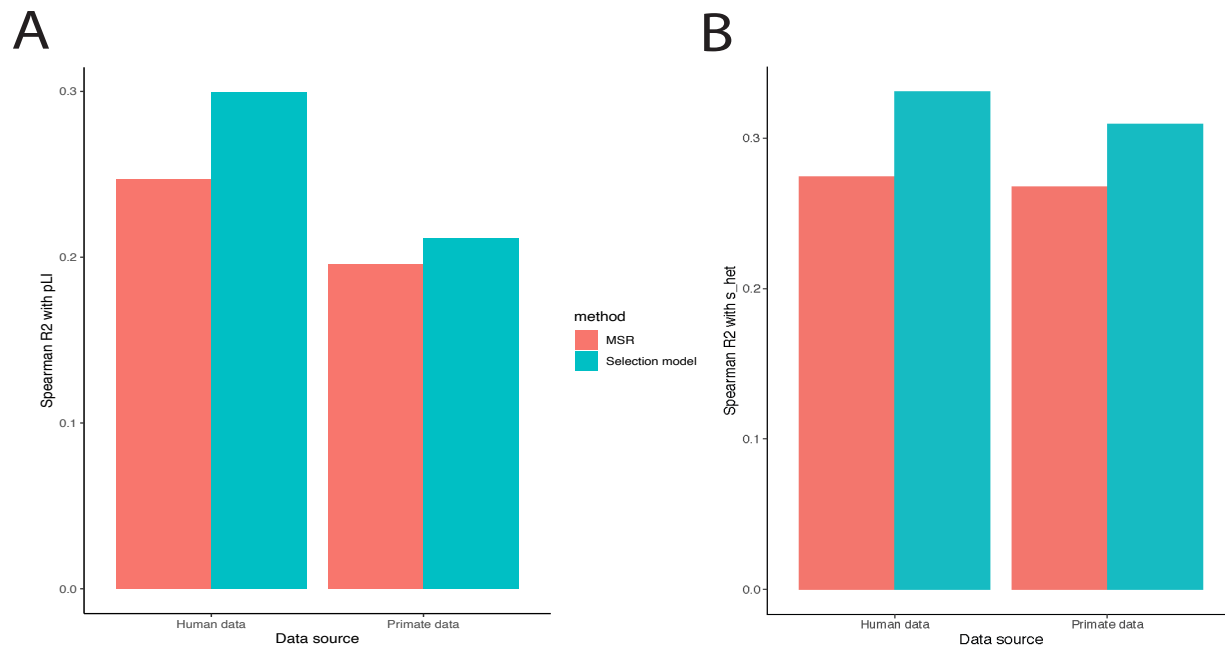 A
Spearman R2 with pLI
0.3
0.2
0.1
0.0
Human data
Primate data
Data source
method
MSR
Selection model
B
Spearman R2 with s_het
0.3
0.2
0.1
0.0
Human data
Primate data
Data source